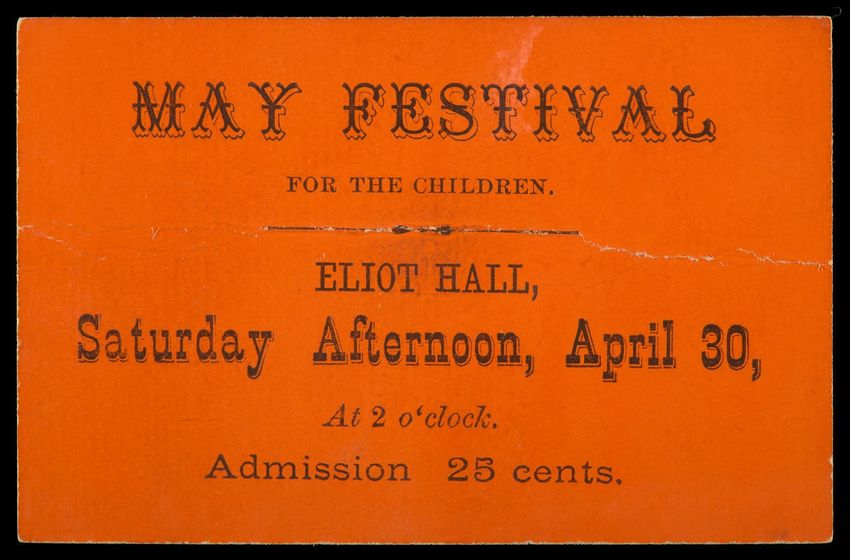 MAY FESTIVAL
FOR THE CHILDREN.
ELIOT HALL,
Saturday Afternoon, April 30,
At 2 o'clock.
Admission 25 cents.